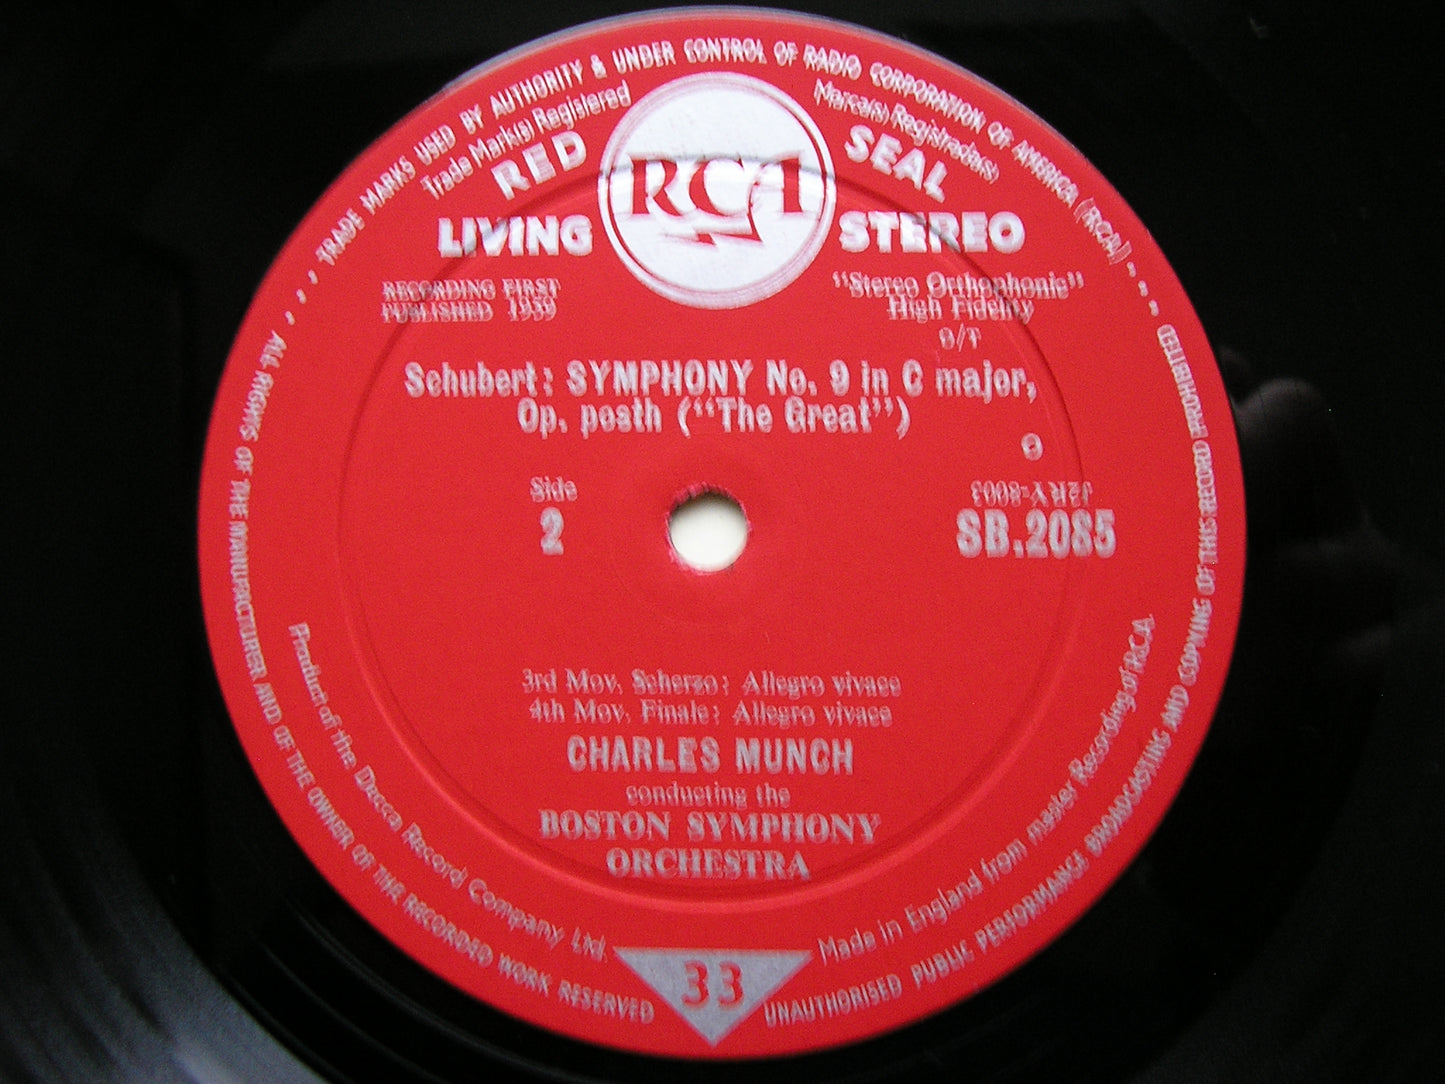 TRADE MARKS USED BY AUTHORITY & UNDER CONTROL OF RADIO CORPORATION OF AMERICA (RCA)
Trade Mark(s) Registered
Marca(s) Registrada(s)
RED SEAL
RCA
LIVING STEREO
RECORDING FIRST
PUBLISHED 1959
"Stereo Orthophonic"
High Fidelity
Schubert: SYMPHONY No. 9 in C major,
Op. posth ("The Great")
Side
2
SB.2085
3rd Mov. Scherzo: Allegro vivace
4th Mov. Finale: Allegro vivace
CHARLES MUNCH
conducting the
BOSTON SYMPHONY
ORCHESTRA
Product of the Decca Record Company Ltd.
Made in England from master Recording of RCA
33
ALL RIGHTS OF THE MANUFACTURER AND OF THE OWNER OF THE RECORDED WORK RESERVED
UNAUTHORISED PUBLIC PERFORMANCE BROADCASTING AND COPYING OF THIS RECORD PROHIBITED